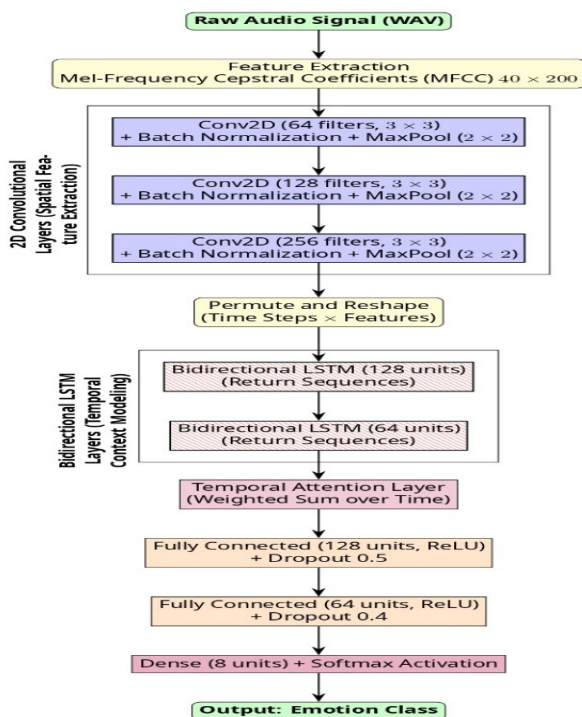 Raw Audio Signal (WAV)
Feature Extraction
Mel-Frequency Cepstral Coefficients (MFCC) 40 × 200
2D Convolutional
Layers (Spatial Fea-
ture Extraction)
Conv2D (64 filters, 3 × 3)
+ Batch Normalization + MaxPool (2 × 2)
Conv2D (128 filters, 3 × 3)
+ Batch Normalization + MaxPool (2 × 2)
Conv2D (256 filters, 3 × 3)
+ Batch Normalization + MaxPool (2 × 2)
Permute and Reshape
(Time Steps × Features)
Bidirectional LSTM
Layers (Temporal
Context Modeling)
Bidirectional LSTM (128 units)
(Return Sequences)
Bidirectional LSTM (64 units)
(Return Sequences)
Temporal Attention Layer
(Weighted Sum over Time)
Fully Connected (128 units, ReLU)
+ Dropout 0.5
Fully Connected (64 units, ReLU)
+ Dropout 0.4
Dense (8 units) + Softmax Activation
Output: Emotion Class